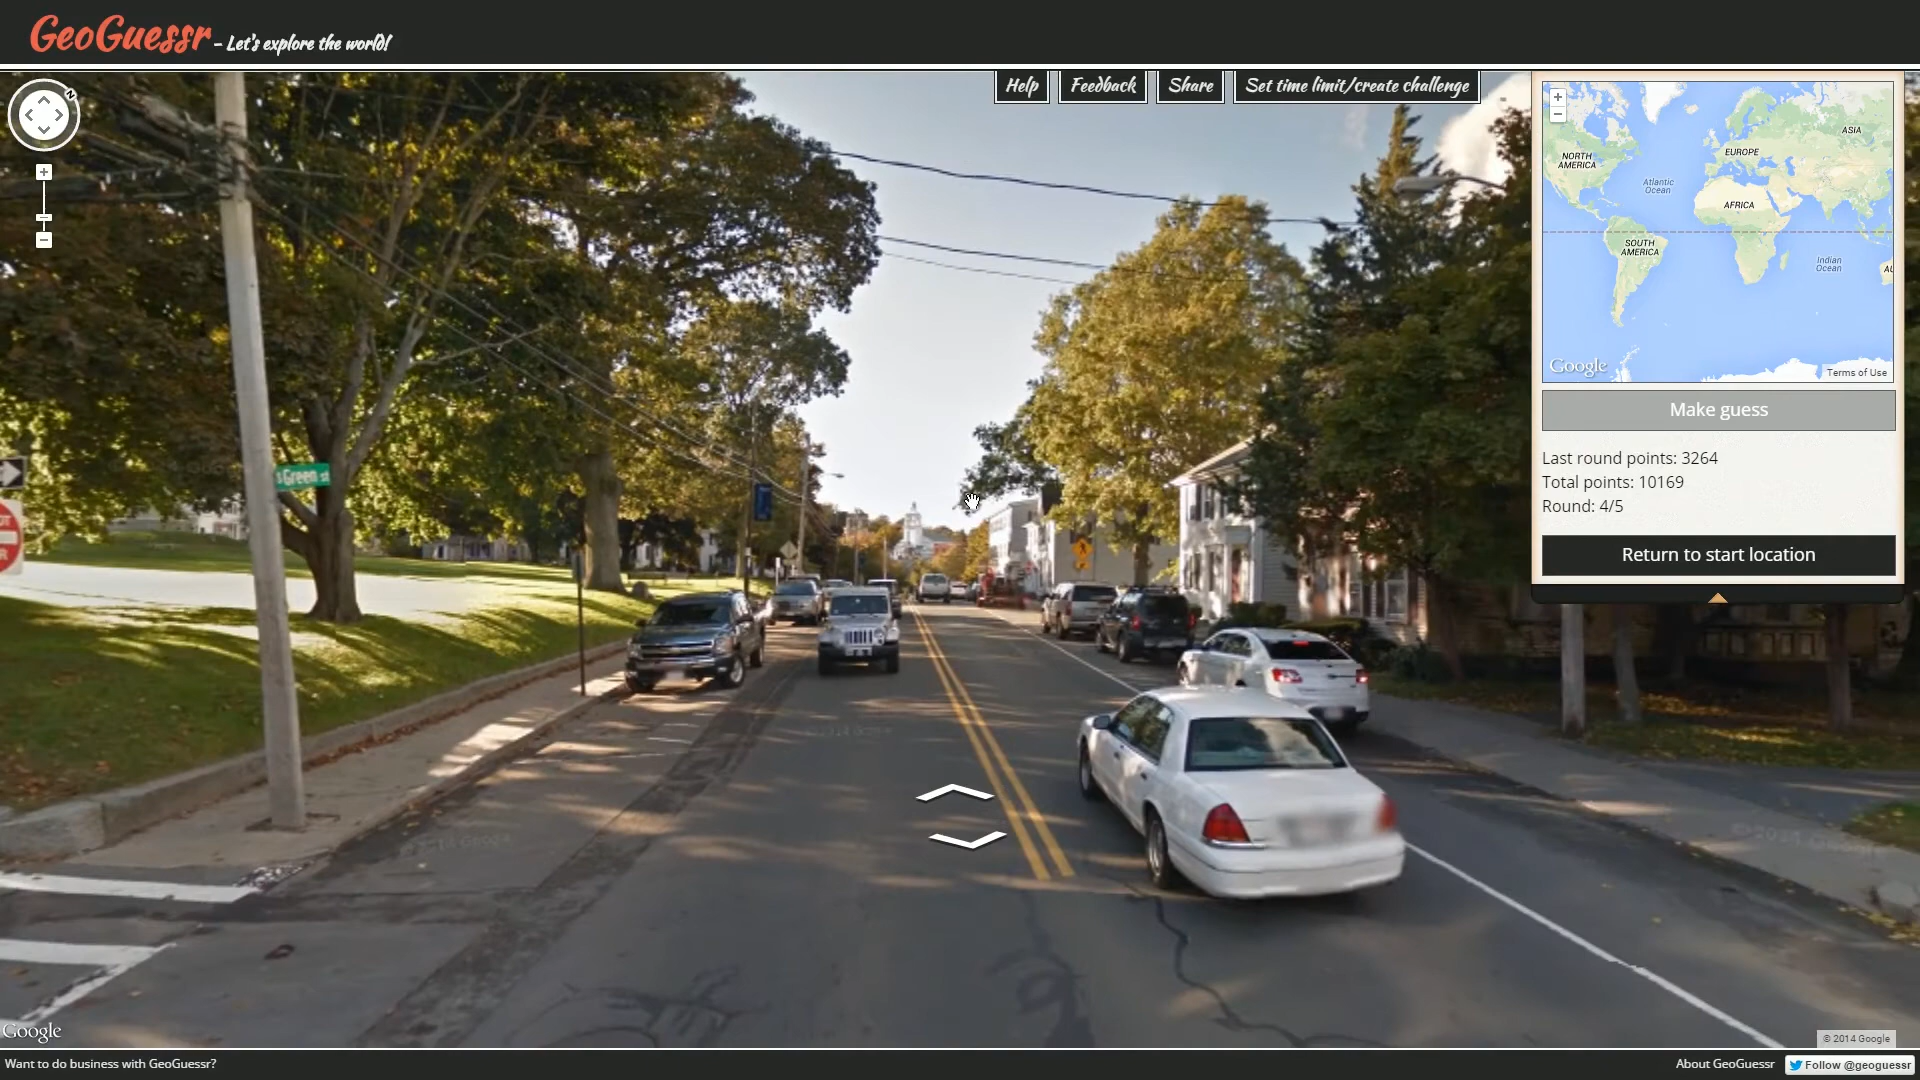 GeoGuessr - Let's explore the world!
Help
Feedback
Share
Set time limit/create challenge
N
+
−
+
−
NORTH AMERICA
Atlantic Ocean
EUROPE
ASIA
AFRICA
SOUTH AMERICA
Indian Ocean
AU
Google
Terms of Use
Make guess
Last round points: 3264
Total points: 10169
Round: 4/5
Return to start location
S Green St
Google
© 2014 Google
Want to do business with GeoGuessr?
About GeoGuessr
Follow @geoguessr